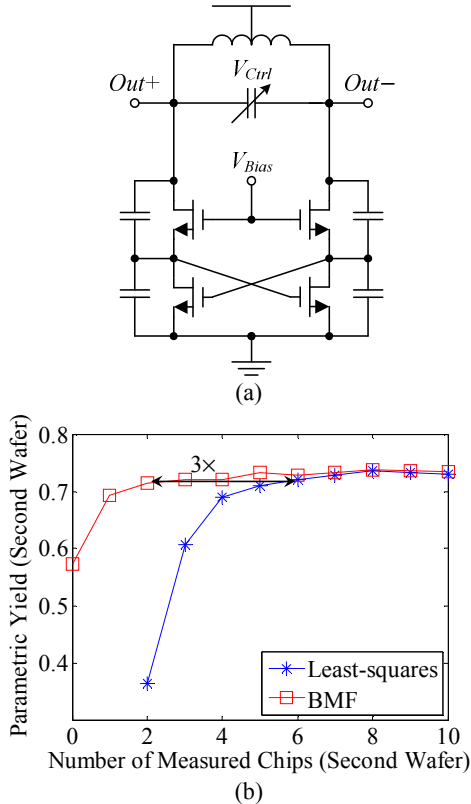 Out+
V_Ctrl
Out−
V_Bias
(a)
Parametric Yield (Second Wafer)
0.8
0.7
0.6
0.5
0.4
3×
Least-squares
BMF
0 2 4 6 8 10
Number of Measured Chips (Second Wafer)
(b)